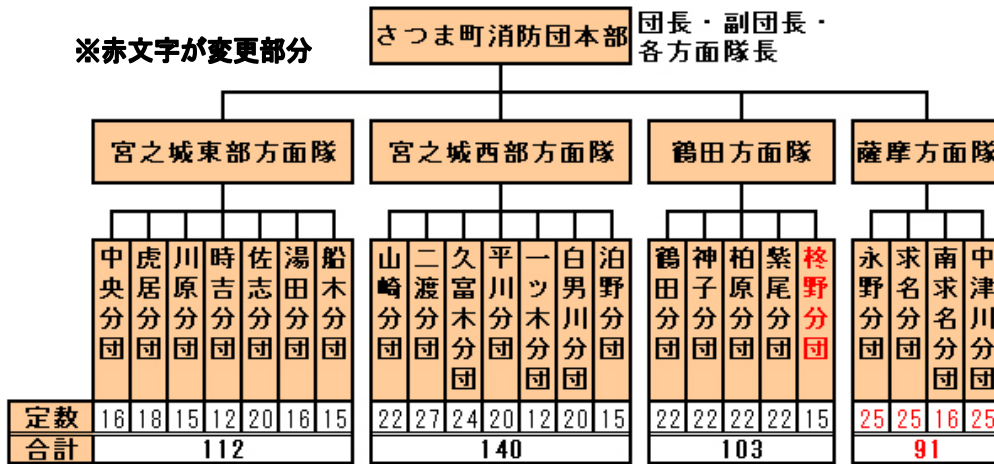 ※赤文字が変更部分
さつま町消防団本部
団長・副団長・
各方面隊長
宮之城東部方面隊
宮之城西部方面隊
鶴田方面隊
薩摩方面隊
中央分団
虎居分団
川原分団
時吉分団
佐志分団
湯田分団
船木分団
山崎分団
二渡分団
久富木分団
平川分団
一ツ木分団
白男川分団
泊野分団
鶴田分団
神子分団
柏原分団
紫尾分団
柊野分団
永野分団
求名分団
南求名分団
中津川分団
定数 16 18 15 12 20 16 15 22 27 24 20 12 20 15 22 22 22 22 15 25 25 16 25
合計 112 140 103 91